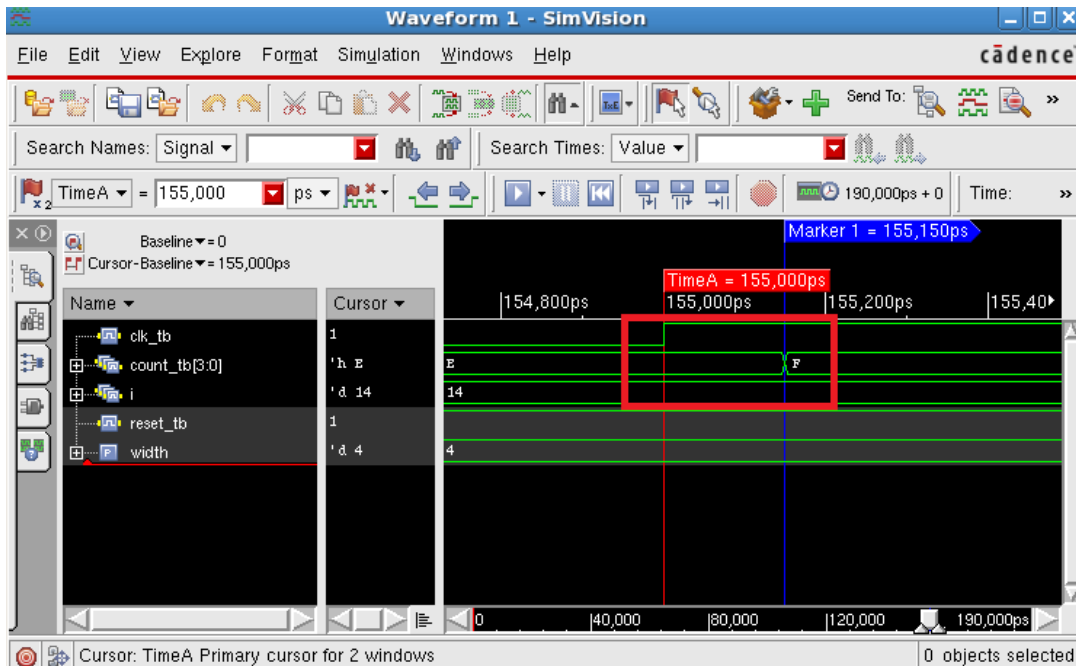 Waveform 1 - SimVision
File Edit View Explore Format Simulation Windows Help cādence
Send To: »
Search Names: Signal Search Times: Value
x2 TimeA = 155,000 ps 190,000ps + 0 Time: »
Baseline = 0
Cursor-Baseline = 155,000ps
Marker 1 = 155,150ps
TimeA = 155,000ps
Name Cursor 154,800ps 155,000ps 155,200ps 155,40
clk_tb 1
count_tb[3:0] 'h E E F
i 'd 14 14
reset_tb 1
width 'd 4 4
0 40,000 80,000 120,000 190,000ps
Cursor: TimeA Primary cursor for 2 windows 0 objects selected